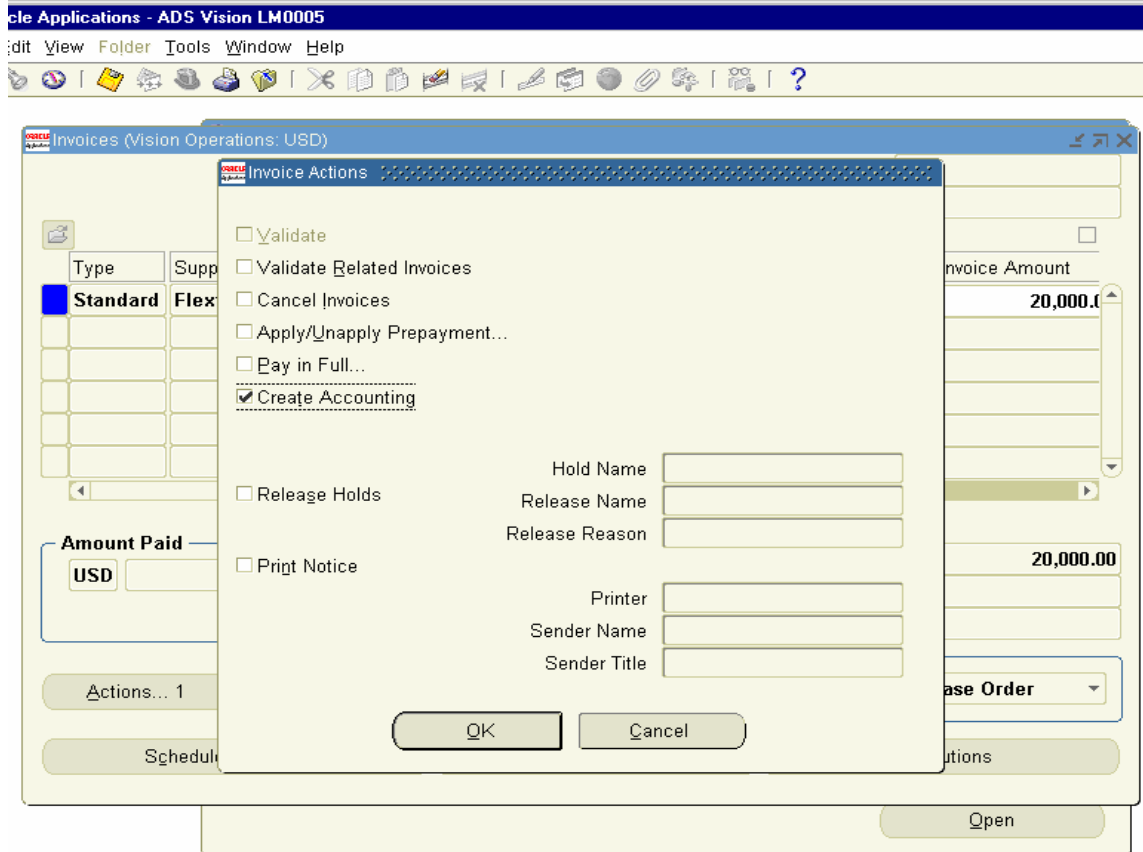 cle Applications - ADS Vision LM0005
Edit View Folder Tools Window Help
Invoices (Vision Operations: USD)
Invoice Actions
Validate
Validate Related Invoices
Type Supp nvoice Amount
Cancel Invoices
Standard Flex 20,000.
Apply/Unapply Prepayment...
Pay in Full...
Create Accounting
Hold Name
Release Holds
Release Name
Release Reason
Amount Paid
Print Notice
20,000.00
USD
Printer
Sender Name
Sender Title
Actions... 1 ase Order
OK Cancel
Schedul utions
Open